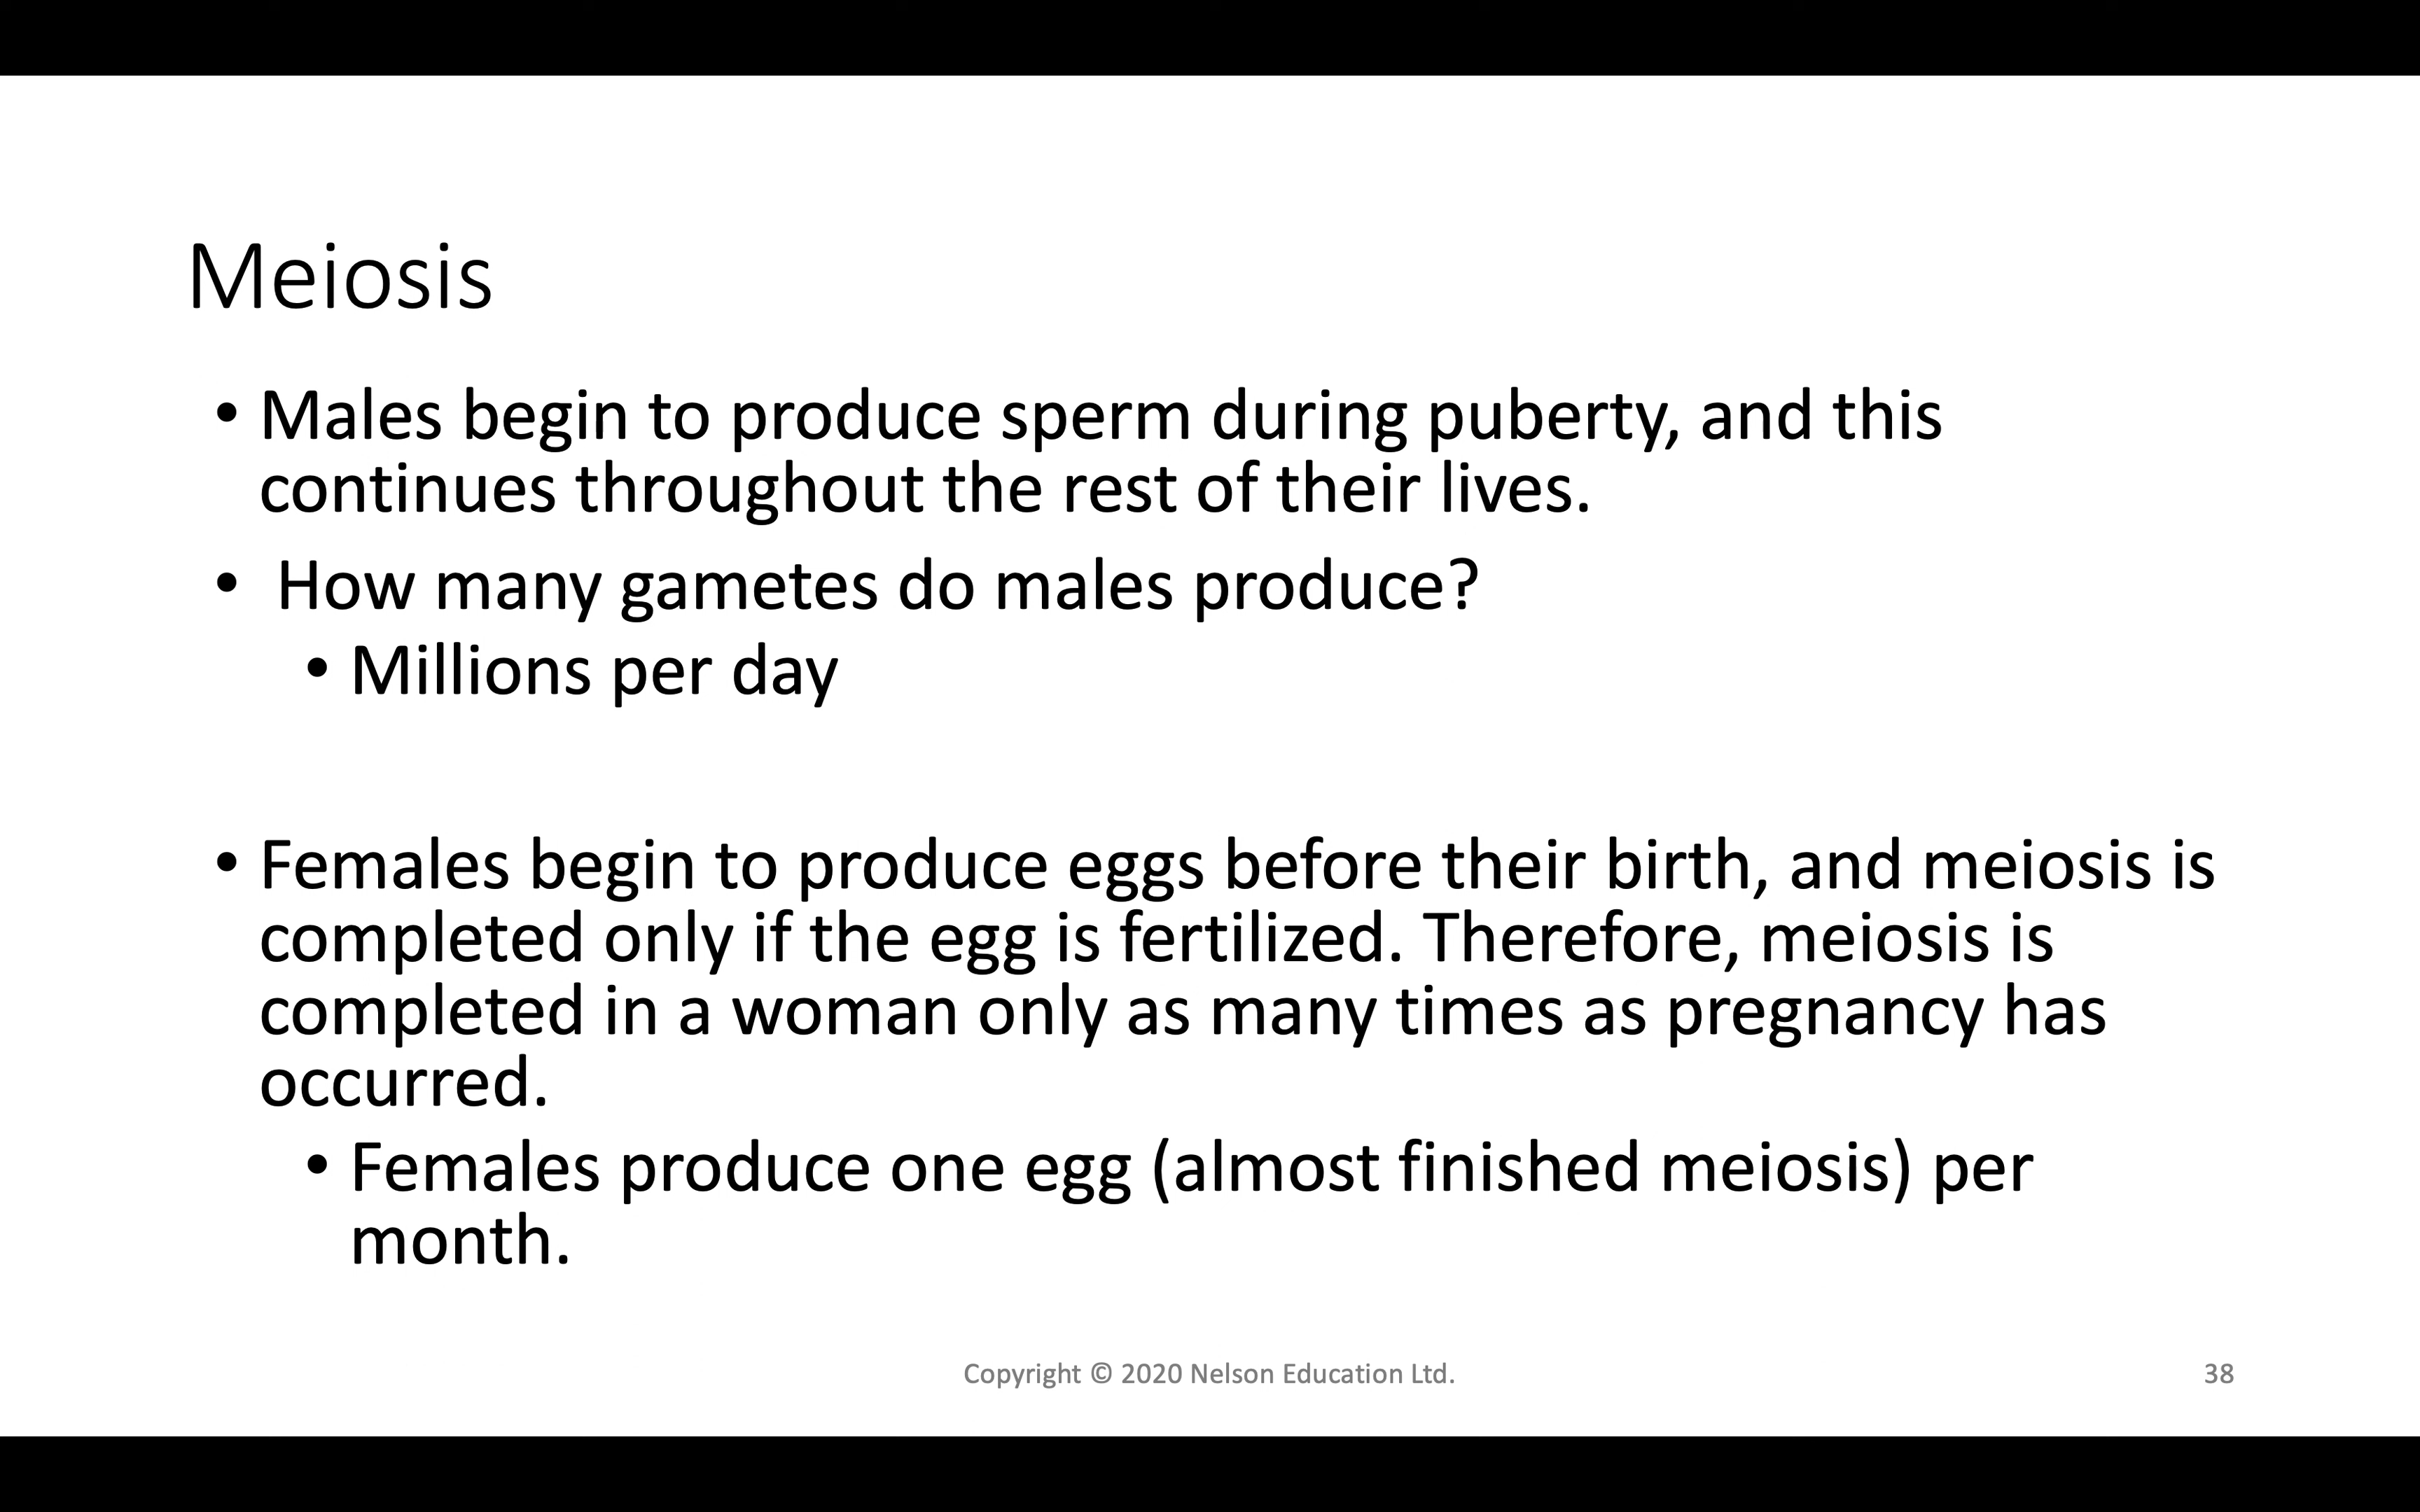 Meiosis
• Males begin to produce sperm during puberty, and this
continues throughout the rest of their lives.
• How many gametes do males produce?
• Millions per day
• Females begin to produce eggs before their birth, and meiosis is
completed only if the egg is fertilized. Therefore, meiosis is
completed in a woman only as many times as pregnancy has
occurred.
• Females produce one egg (almost finished meiosis) per
month.
Copyright © 2020 Nelson Education Ltd.
38